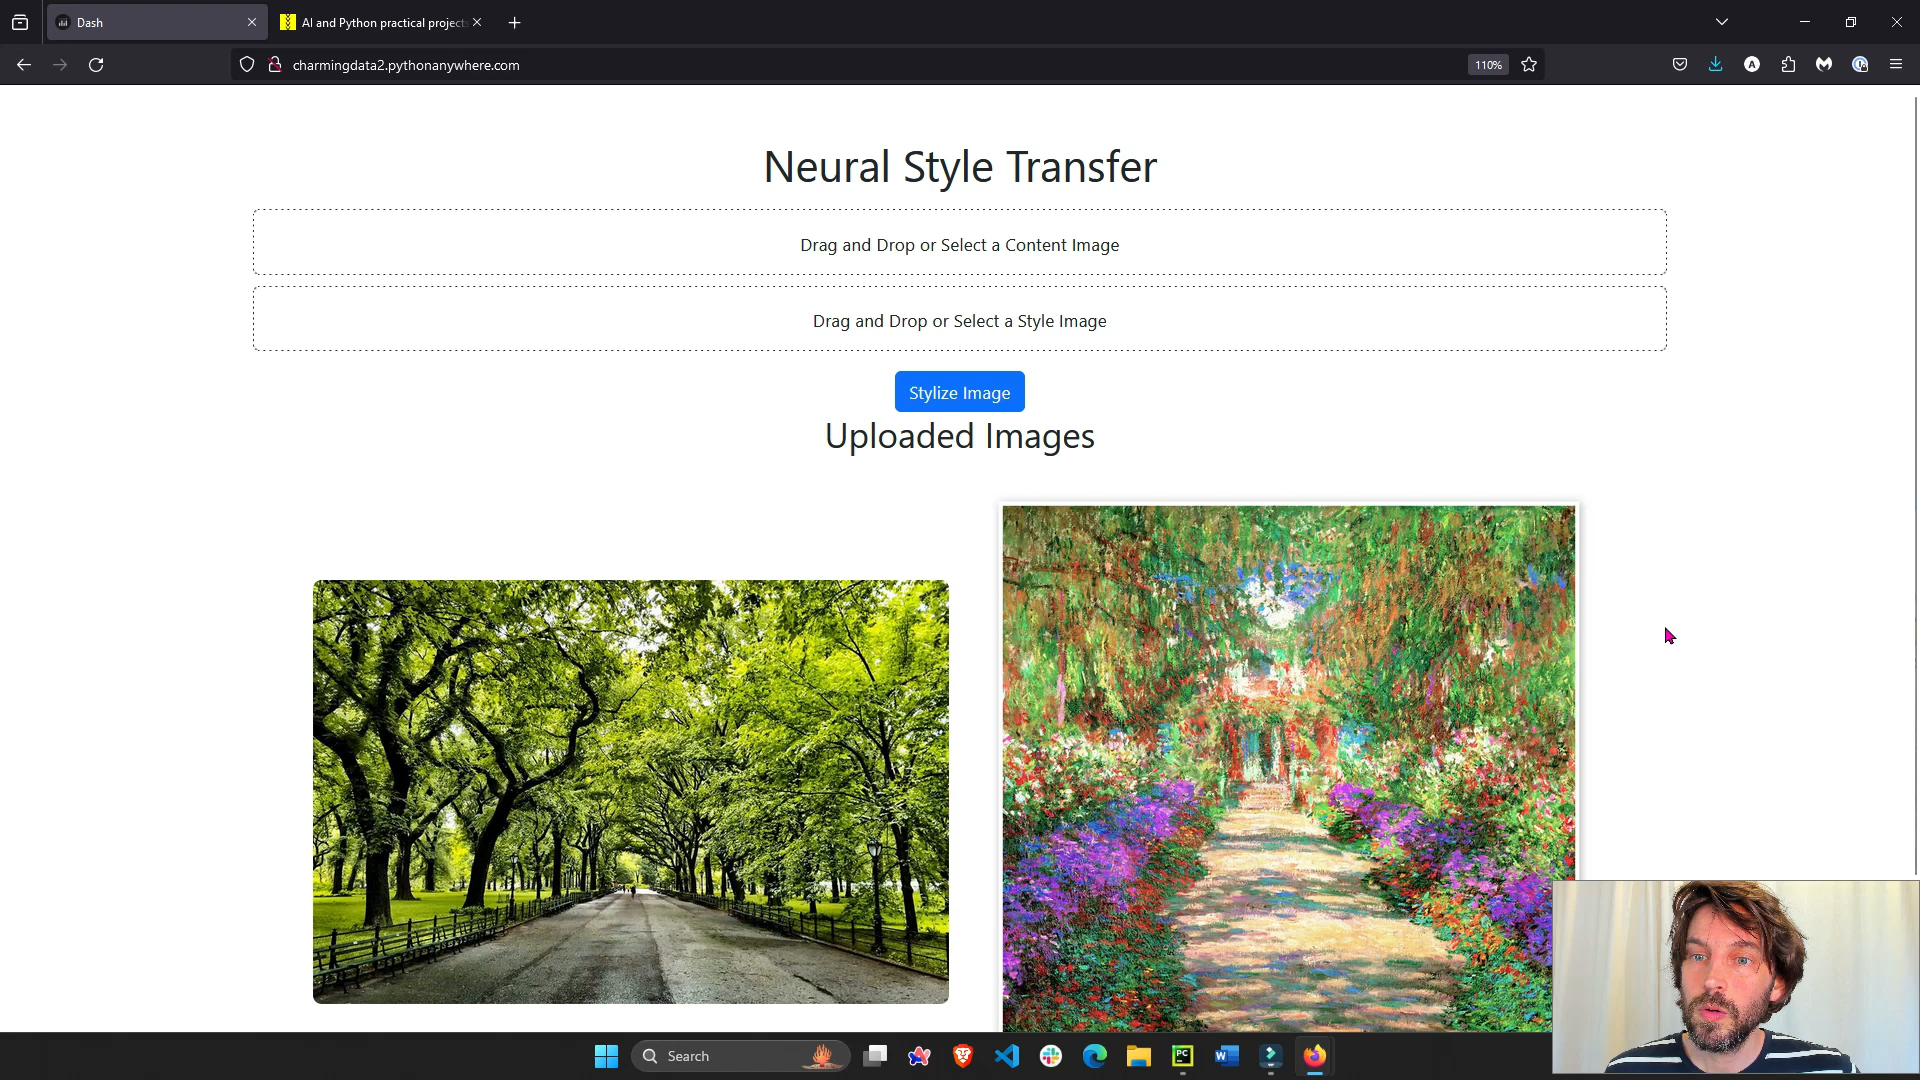 Dash
AI and Python practical projects
charmingdata2.pythonanywhere.com
110%
Neural Style Transfer
Drag and Drop or Select a Content Image
Drag and Drop or Select a Style Image
Stylize Image
Uploaded Images
Search